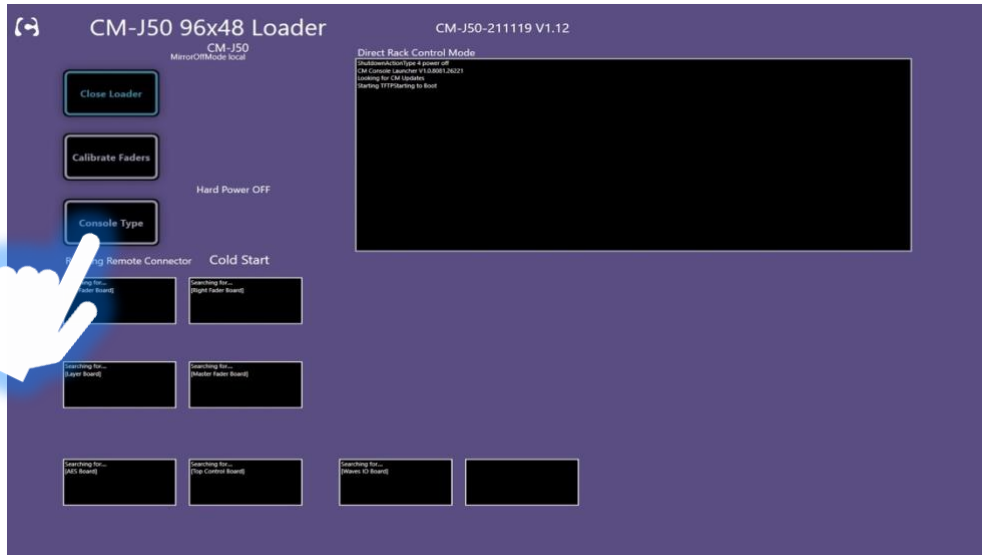 CM-J50 96x48 Loader
CM-J50-211119 V1.12
CM-J50
MirrorOffMode local
Direct Rack Control Mode
ShutdownActionType 4 power off
CM Console Launcher V1.0.8081.26221
Looking for CM Updates
Starting TFTPStarting to Boot
Close Loader
Calibrate Faders
Hard Power OFF
Console Type
Remote Connector
Cold Start
Searching for...
[Right Fader Board]
Fader Board]
Searching for...
[Layer Board]
Searching for...
[Master Fader Board]
Searching for...
[AES Board]
Searching for...
[Top Control Board]
Searching for...
[Waves IO Board]